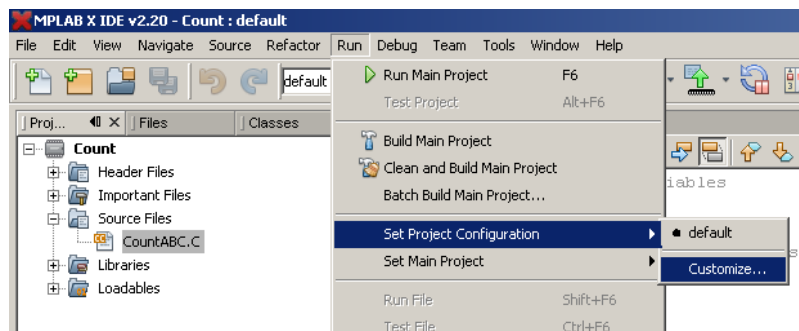 MPLAB X IDE v2.20 - Count : default
File Edit View Navigate Source Refactor Run Debug Team Tools Window Help
default
Run Main Project F6
Test Project Alt+F6
Proj... Files Classes
Count
Build Main Project
Header Files
Clean and Build Main Project
iables
Important Files
Batch Build Main Project...
Source Files
Set Project Configuration
default
CountABC.C
Set Main Project
Customize...
Libraries
Loadables
Run File Shift+F6
Test File Ctrl+F6